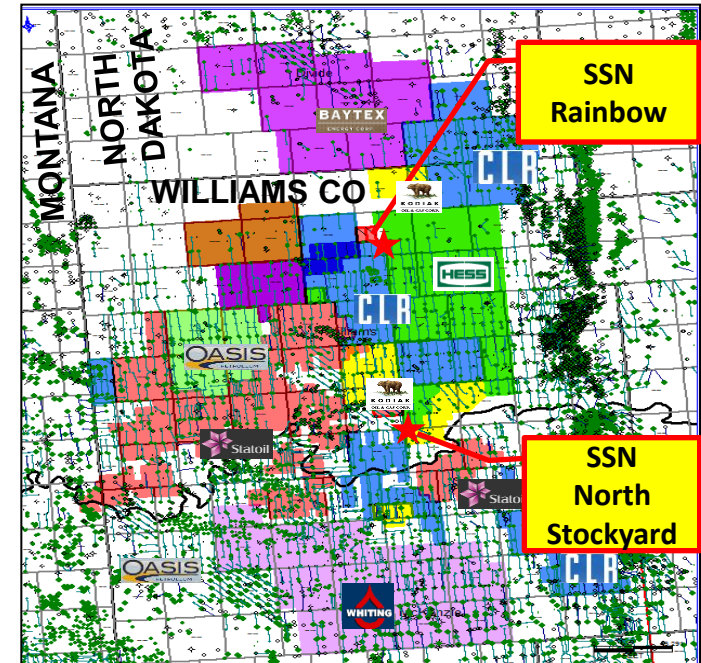 MONTANA
NORTH
DAKOTA
Divide
BAYTEX
ENERGY CORP.
SSN
Rainbow
CLR
WILLIAMS CO
KODIAK
OIL & GAS CORP.
HESS
CLR
OASIS
PETROLEUM
KODIAK
OIL & GAS CORP.
Statoil
SSN
North
Stockyard
OASIS
PETROLEUM
CLR
WHITING